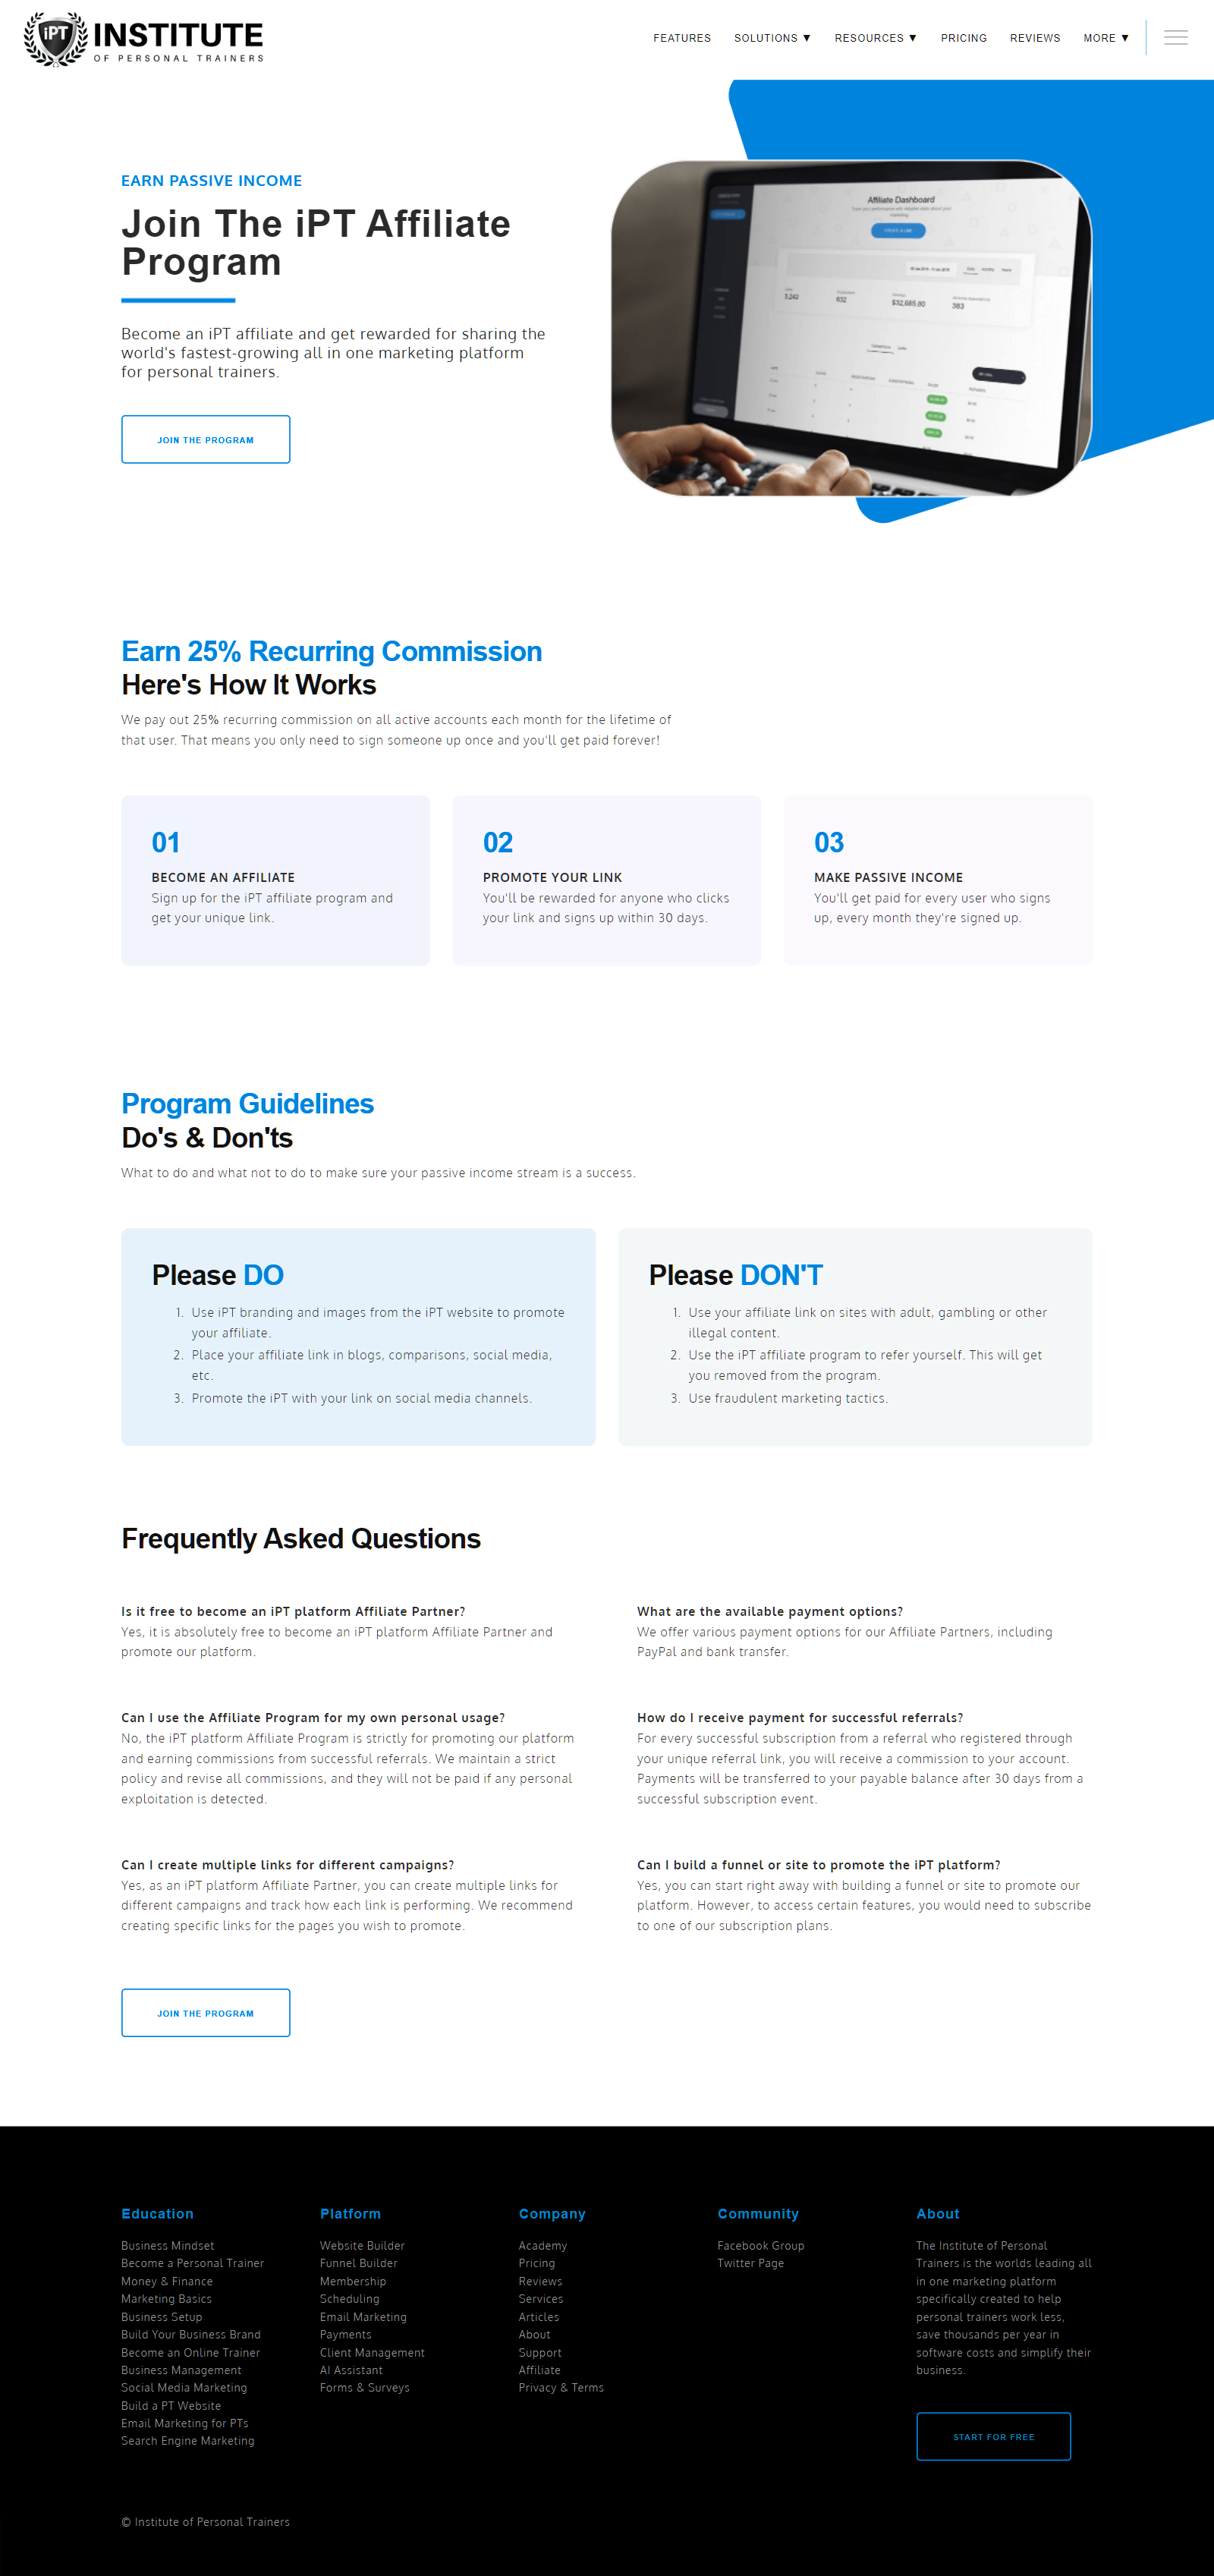 iPT INSTITUTE
OF PERSONAL TRAINERS
FEATURES
SOLUTIONS ▼
RESOURCES ▼
PRICING
REVIEWS
MORE ▼
EARN PASSIVE INCOME
Join The iPT Affiliate
Program
Become an iPT affiliate and get rewarded for sharing the
world's fastest-growing all in one marketing platform
for personal trainers.
JOIN THE PROGRAM
Affiliate Dashboard
CREATE A LINK
3,242
632
$32,685.80
383
Earn 25% Recurring Commission
Here's How It Works
We pay out 25% recurring commission on all active accounts each month for the lifetime of
that user. That means you only need to sign someone up once and you'll get paid forever!
01
BECOME AN AFFILIATE
Sign up for the iPT affiliate program and
get your unique link.
02
PROMOTE YOUR LINK
You'll be rewarded for anyone who clicks
your link and signs up within 30 days.
03
MAKE PASSIVE INCOME
You'll get paid for every user who signs
up, every month they're signed up.
Program Guidelines
Do's & Don'ts
What to do and what not to do to make sure your passive income stream is a success.
Please DO
1. Use iPT branding and images from the iPT website to promote
your affiliate.
2. Place your affiliate link in blogs, comparisons, social media,
etc.
3. Promote the iPT with your link on social media channels.
Please DON'T
1. Use your affiliate link on sites with adult, gambling or other
illegal content.
2. Use the iPT affiliate program to refer yourself. This will get
you removed from the program.
3. Use fraudulent marketing tactics.
Frequently Asked Questions
Is it free to become an iPT platform Affiliate Partner?
Yes, it is absolutely free to become an iPT platform Affiliate Partner and
promote our platform.
What are the available payment options?
We offer various payment options for our Affiliate Partners, including
PayPal and bank transfer.
Can I use the Affiliate Program for my own personal usage?
No, the iPT platform Affiliate Program is strictly for promoting our platform
and earning commissions from successful referrals. We maintain a strict
policy and revise all commissions, and they will not be paid if any personal
exploitation is detected.
How do I receive payment for successful referrals?
For every successful subscription from a referral who registered through
your unique referral link, you will receive a commission to your account.
Payments will be transferred to your payable balance after 30 days from a
successful subscription event.
Can I create multiple links for different campaigns?
Yes, as an iPT platform Affiliate Partner, you can create multiple links for
different campaigns and track how each link is performing. We recommend
creating specific links for the pages you wish to promote.
Can I build a funnel or site to promote the iPT platform?
Yes, you can start right away with building a funnel or site to promote our
platform. However, to access certain features, you would need to subscribe
to one of our subscription plans.
JOIN THE PROGRAM
Education
Business Mindset
Become a Personal Trainer
Money & Finance
Marketing Basics
Business Setup
Build Your Business Brand
Become an Online Trainer
Business Management
Social Media Marketing
Build a PT Website
Email Marketing for PTs
Search Engine Marketing
Platform
Website Builder
Funnel Builder
Membership
Scheduling
Email Marketing
Payments
Client Management
AI Assistant
Forms & Surveys
Company
Academy
Pricing
Reviews
Services
Articles
About
Support
Affiliate
Privacy & Terms
Community
Facebook Group
Twitter Page
About
The Institute of Personal
Trainers is the worlds leading all
in one marketing platform
specifically created to help
personal trainers work less,
save thousands per year in
software costs and simplify their
business.
START FOR FREE
© Institute of Personal Trainers